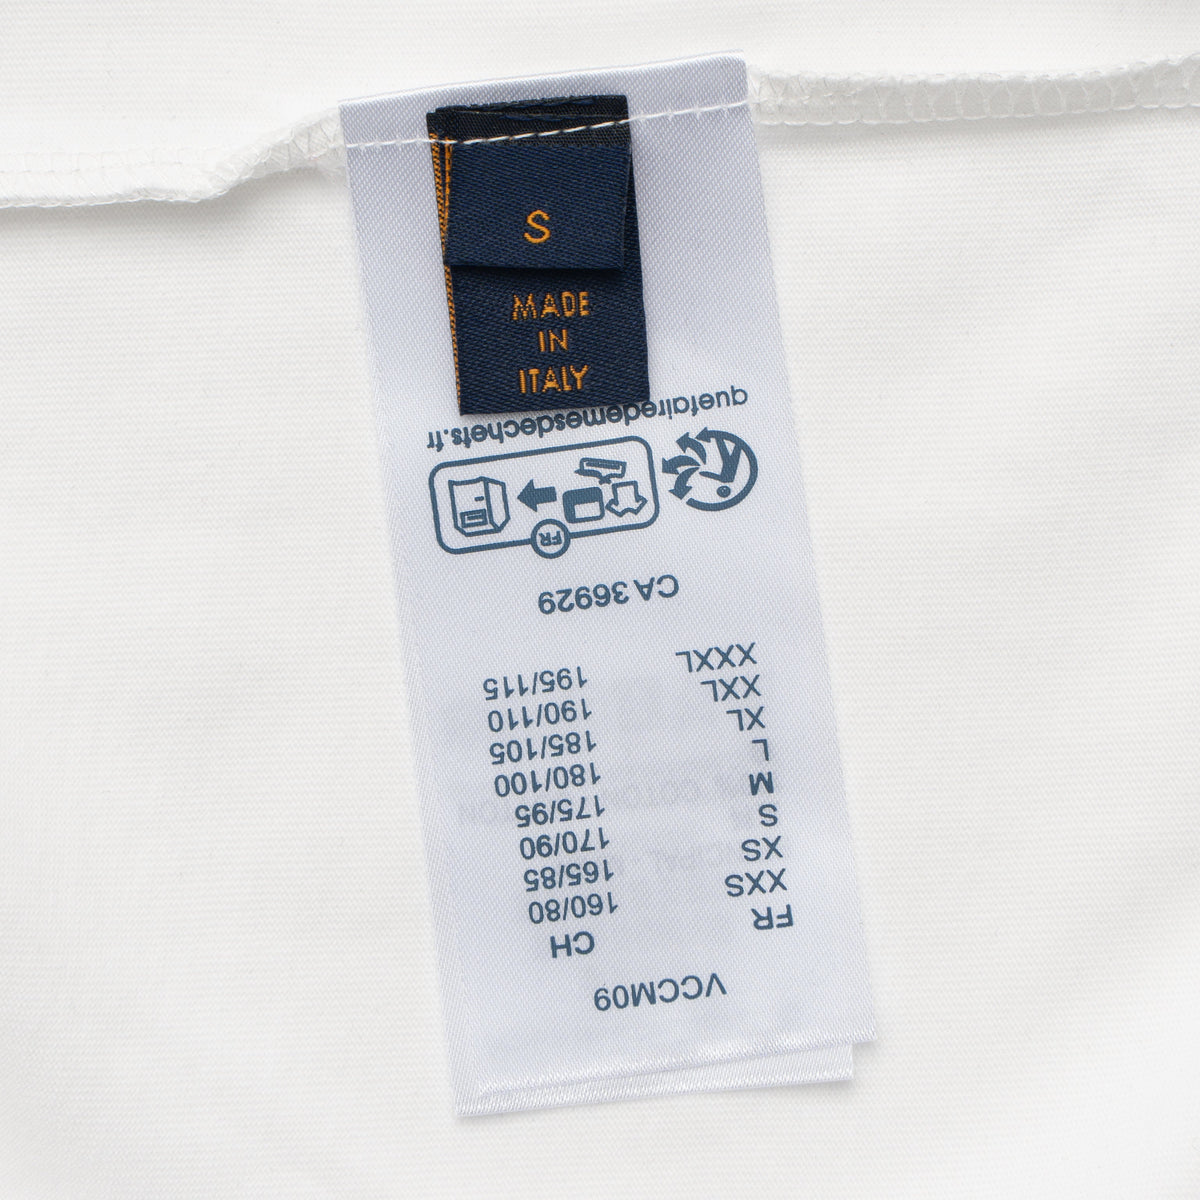 S
MADE
IN
ITALY
VCCM09
FR CH
XXS 160/80
XS 165/85
S 170/90
M 175/95
L 180/100
XL 185/105
XXL 190/110
XXXL 195/115
CA 36929
FR
quefairedemesdechets.fr